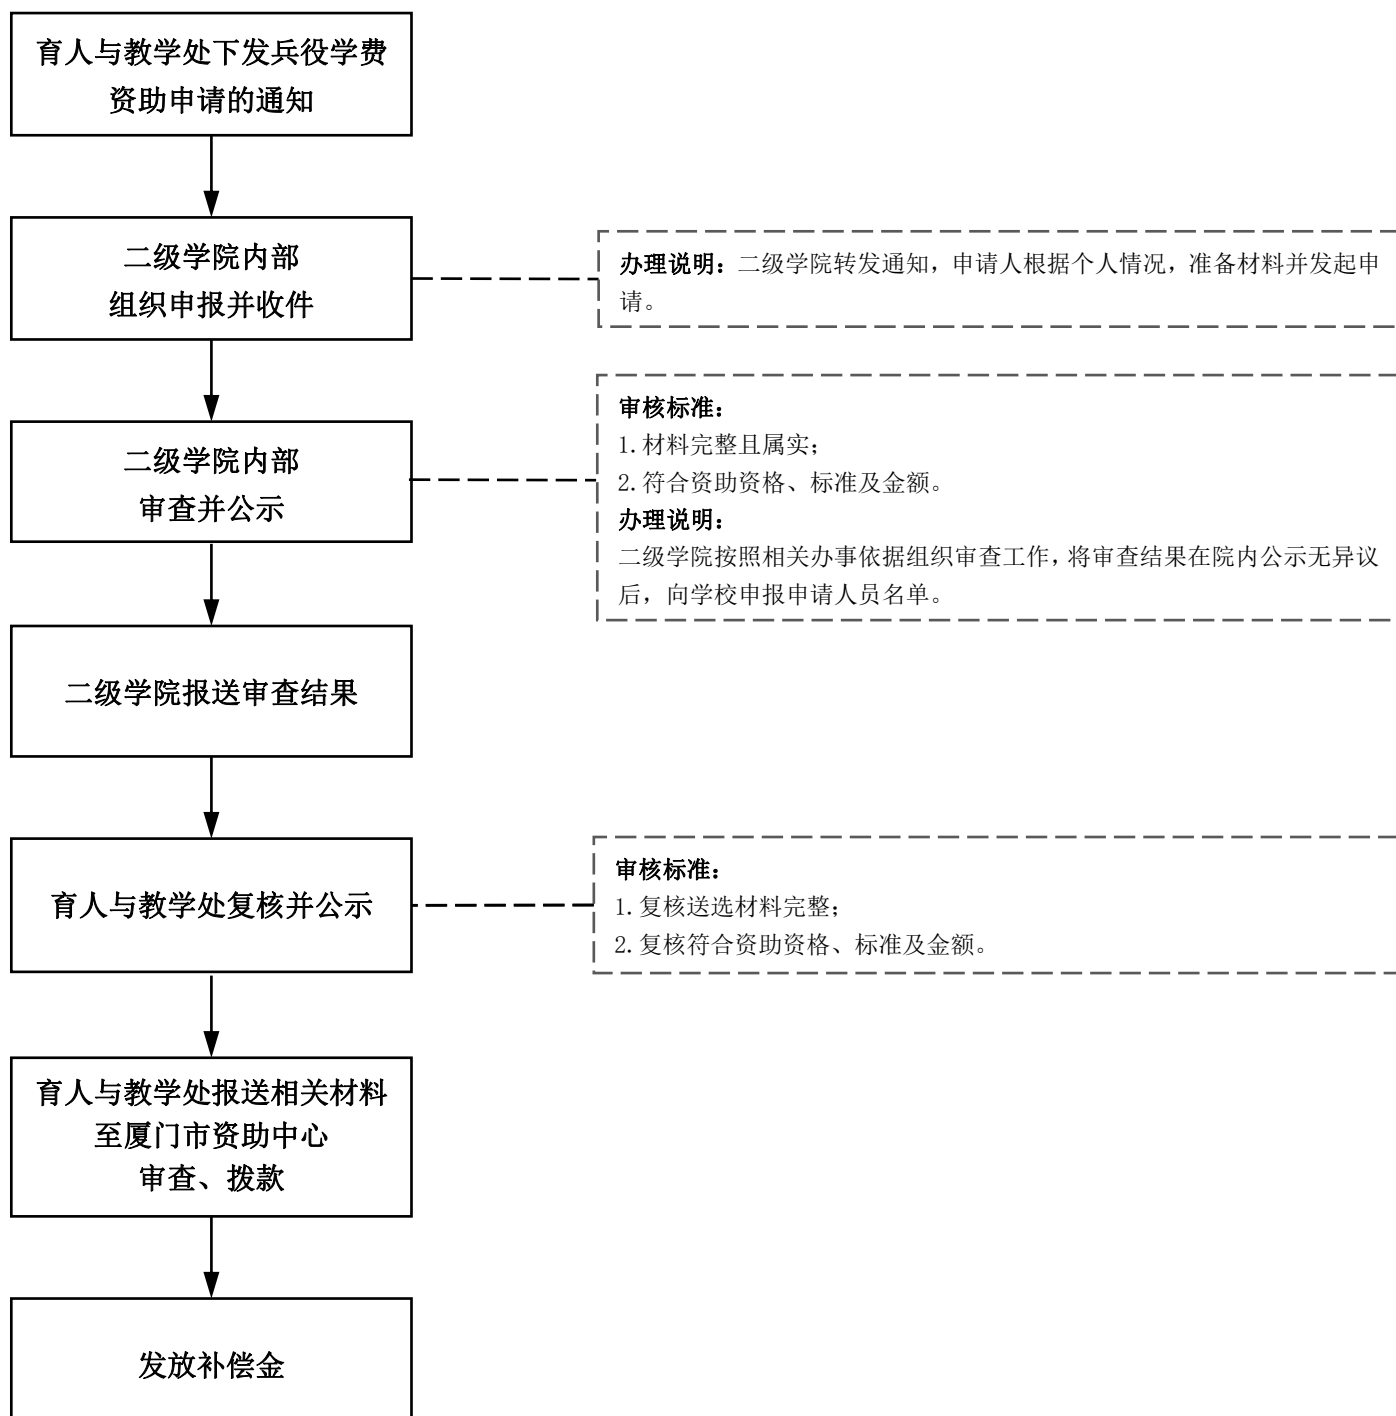 育人与教学处下发兵役学费
资助申请的通知
二级学院内部
组织申报并收件
办理说明：二级学院转发通知，申请人根据个人情况，准备材料并发起申
请。
二级学院内部
审查并公示
审核标准：
1.材料完整且属实；
2.符合资助资格、标准及金额。
办理说明：
二级学院按照相关办事依据组织审查工作，将审查结果在院内公示无异议
后，向学校申报申请人员名单。
二级学院报送审查结果
育人与教学处复核并公示
审核标准：
1.复核送选材料完整；
2.复核符合资助资格、标准及金额。
育人与教学处报送相关材料
至厦门市资助中心
审查、拨款
发放补偿金